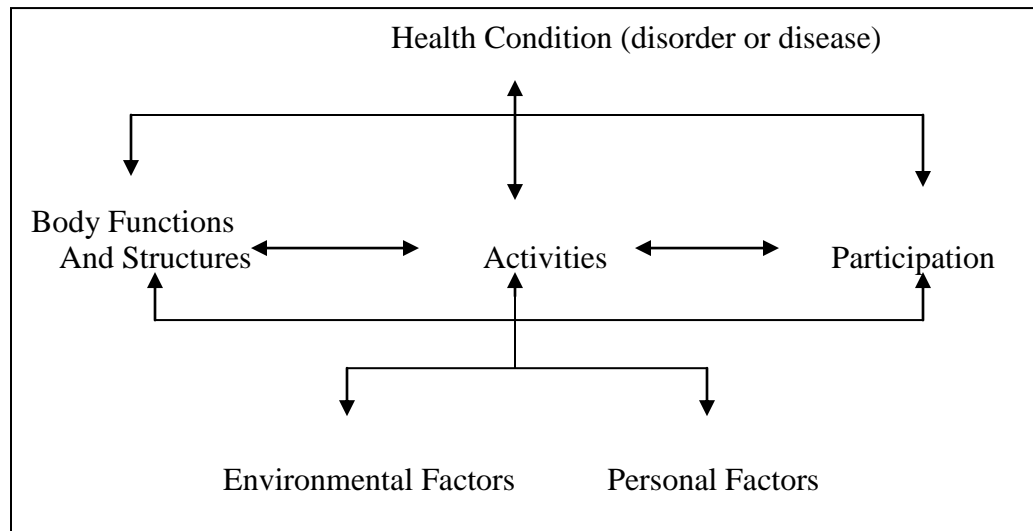 Health Condition (disorder or disease)
Body Functions
And Structures
Activities
Participation
Environmental Factors
Personal Factors